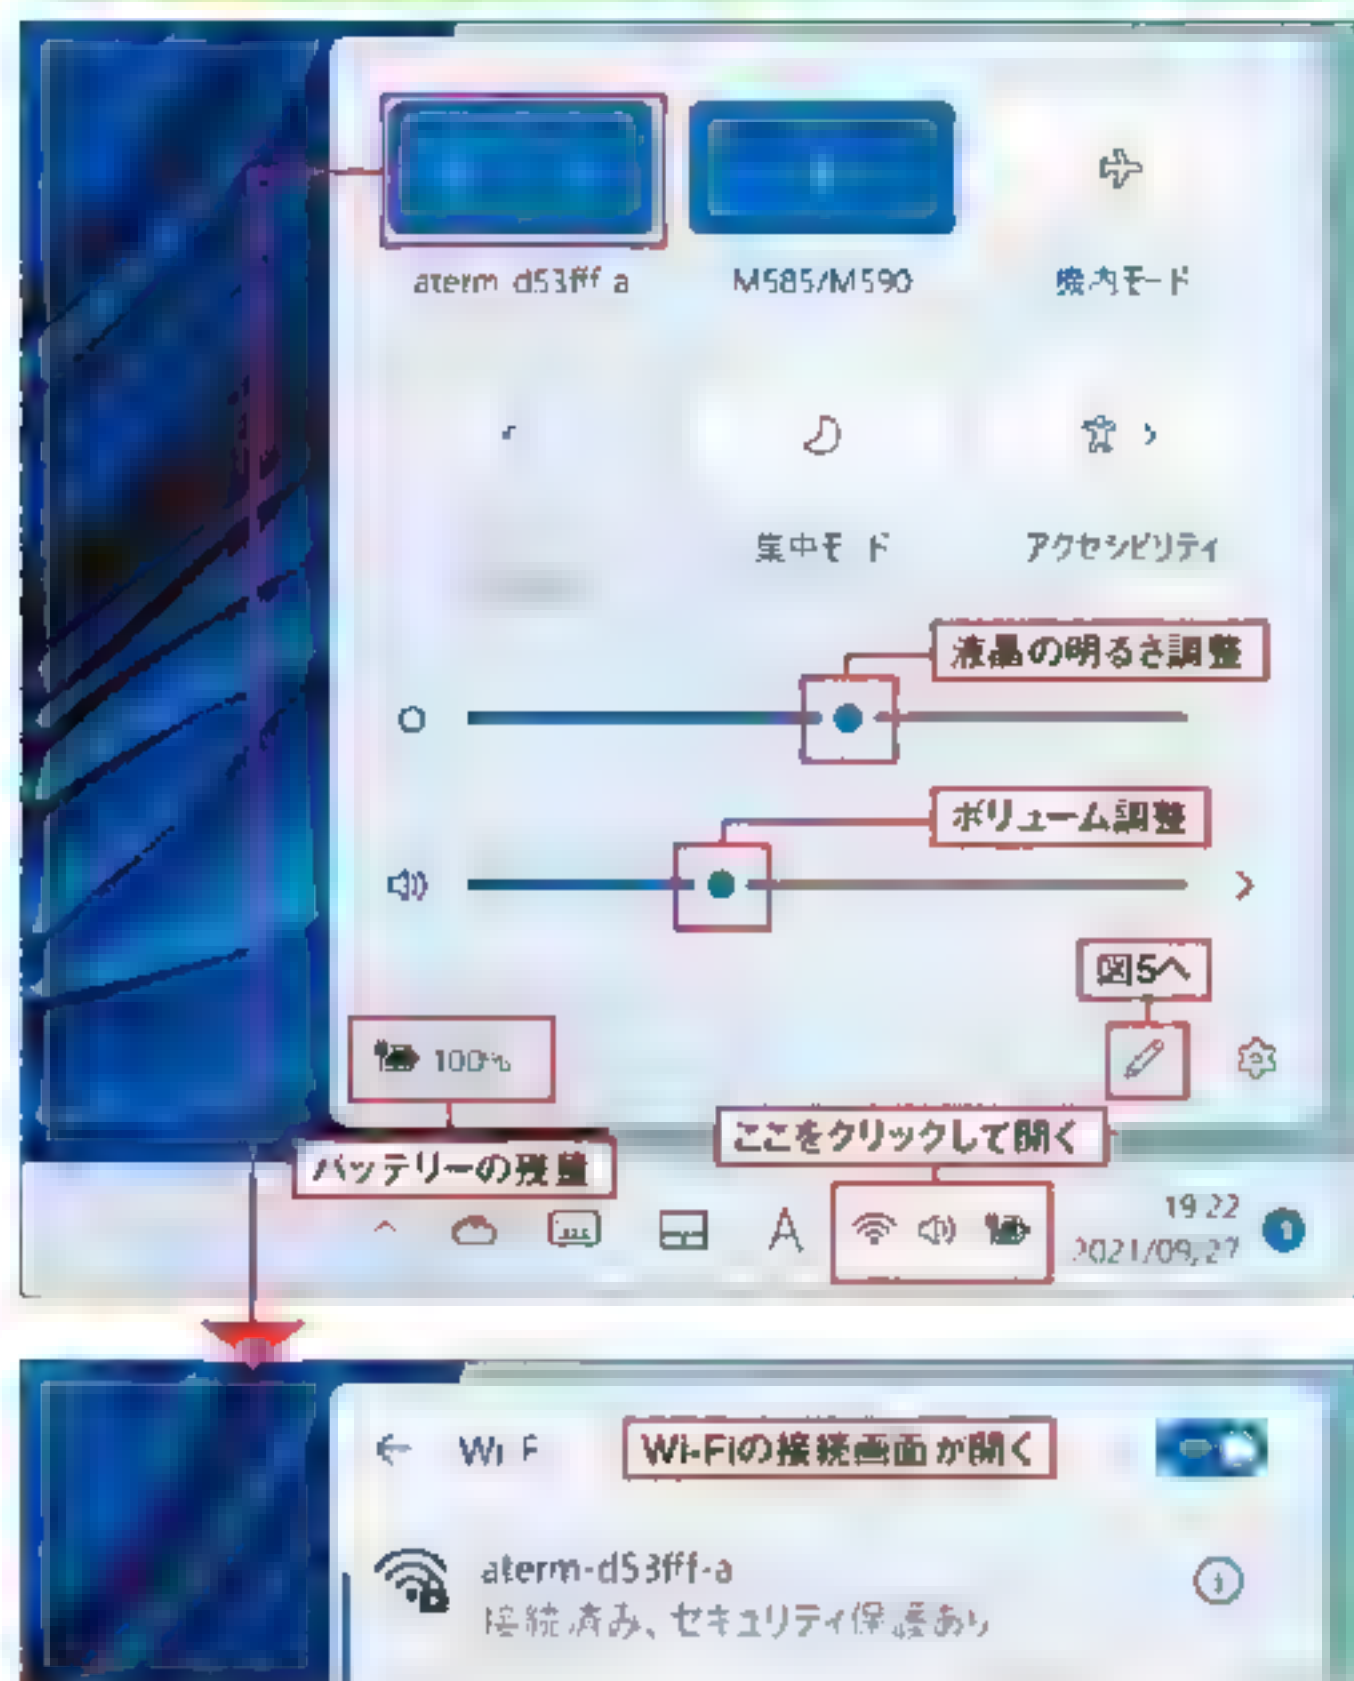 aterm-d53fff-a
M585/M590
機内モード
集中モード
アクセシビリティ
液晶の明るさ調整
ボリューム調整
図5へ
100%
バッテリーの残量
ここをクリックして開く
A
19:22
2021/09/27
1
Wi-Fi
Wi-Fiの接続画面が開く
aterm-d53fff-a
接続済み、セキュリティ保護あり